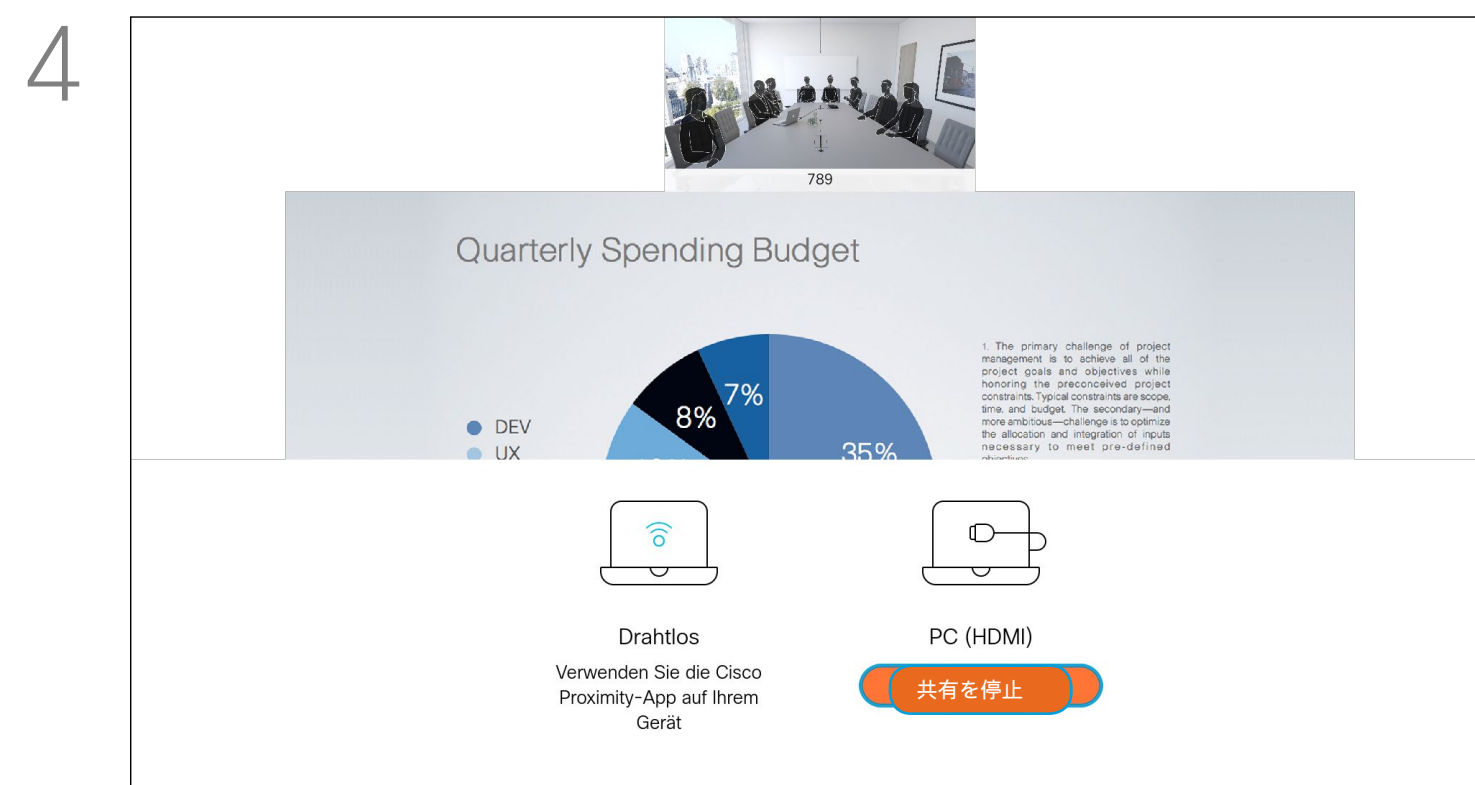 4
789
Quarterly Spending Budget
7%
8%
35%
DEV
UX
1. The primary challenge of project
management is to achieve all of the
project goals and objectives while
honoring the preconceived project
constraints. Typical constraints are scope,
time, and budget. The secondary—and
more ambitious—challenge is to optimize
the allocation and integration of inputs
necessary to meet pre-defined
Drahtlos
Verwenden Sie die Cisco
Proximity-App auf Ihrem
Gerät
PC (HDMI)
共有を停止